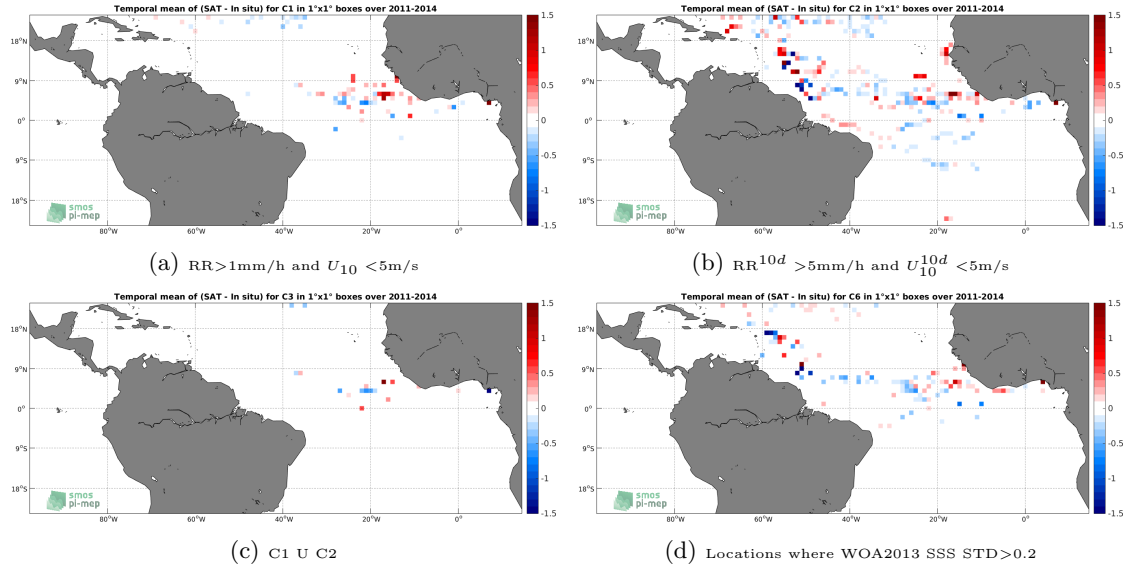 Temporal mean of (SAT - In situ) for C1 in 1°x1° boxes over 2011-2014
18°N
9°N
0°
9°S
18°S
80°W 60°W 40°W 20°W 0°
1.5
1
0.5
0
-0.5
-1
-1.5
smos
pi-mep
(a) RR>1mm/h and U10 <5m/s
Temporal mean of (SAT - In situ) for C2 in 1°x1° boxes over 2011-2014
18°N
9°N
0°
9°S
18°S
80°W 60°W 40°W 20°W 0°
1.5
1
0.5
0
-0.5
-1
-1.5
smos
pi-mep
(b) RR^10d >5mm/h and U10^10d <5m/s
Temporal mean of (SAT - In situ) for C3 in 1°x1° boxes over 2011-2014
18°N
9°N
0°
9°S
18°S
80°W 60°W 40°W 20°W 0°
1.5
1
0.5
0
-0.5
-1
-1.5
smos
pi-mep
(c) C1 U C2
Temporal mean of (SAT - In situ) for C6 in 1°x1° boxes over 2011-2014
18°N
9°N
0°
9°S
18°S
80°W 60°W 40°W 20°W 0°
1.5
1
0.5
0
-0.5
-1
-1.5
smos
pi-mep
(d) Locations where WOA2013 SSS STD>0.2